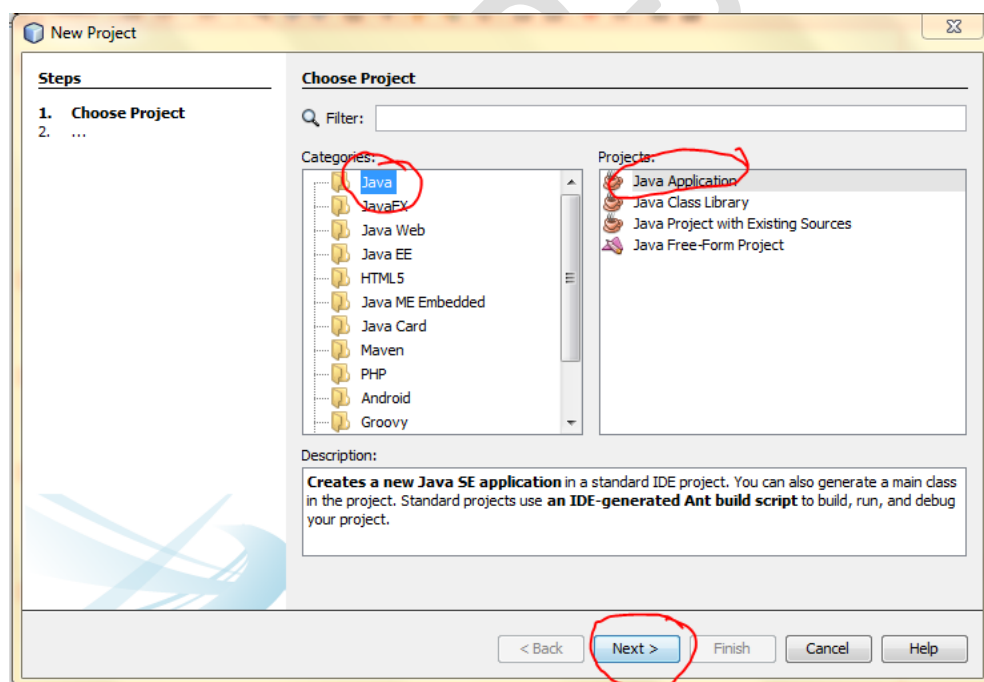 New Project
Steps
1. Choose Project
2. ...
Choose Project
Filter:
Categories:
Java
JavaFX
Java Web
Java EE
HTML5
Java ME Embedded
Java Card
Maven
PHP
Android
Groovy
Projects:
Java Application
Java Class Library
Java Project with Existing Sources
Java Free-Form Project
Description:
Creates a new Java SE application in a standard IDE project. You can also generate a main class
in the project. Standard projects use an IDE-generated Ant build script to build, run, and debug
your project.
< Back Next > Finish Cancel Help